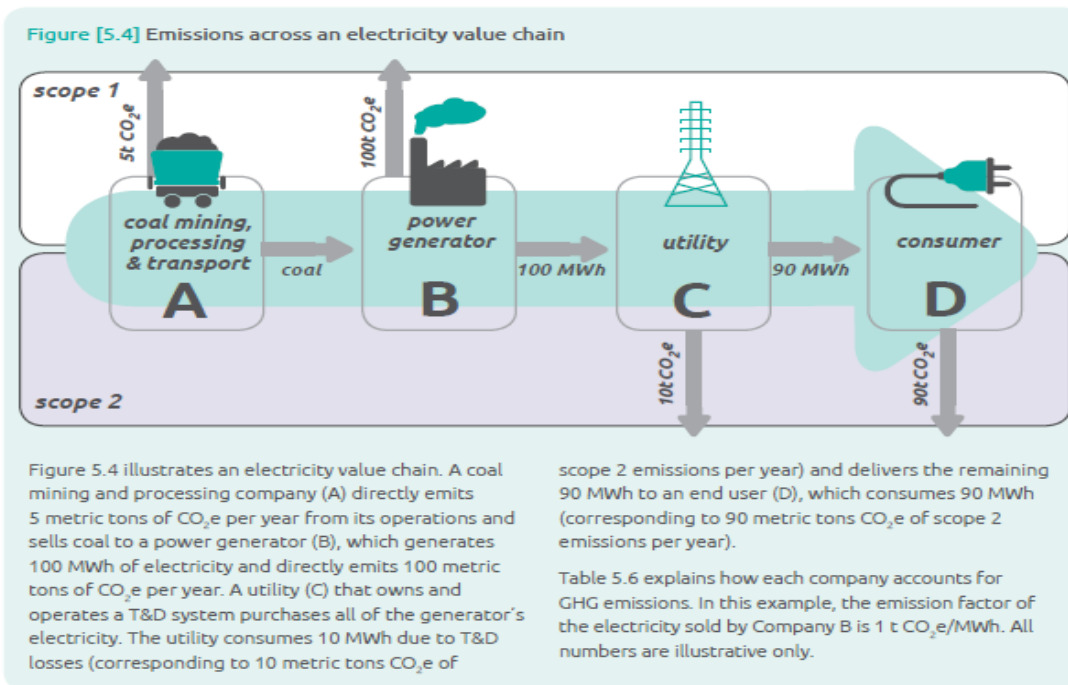 Figure [5.4] Emissions across an electricity value chain
scope 1
5t CO₂e
100t CO₂e
coal mining,
processing
& transport
A
coal
power
generator
B
100 MWh
utility
C
90 MWh
consumer
D
10t CO₂e
90t CO₂e
scope 2
Figure 5.4 illustrates an electricity value chain. A coal
mining and processing company (A) directly emits
5 metric tons of CO₂e per year from its operations and
sells coal to a power generator (B), which generates
100 MWh of electricity and directly emits 100 metric
tons of CO₂e per year. A utility (C) that owns and
operates a T&D system purchases all of the generator´s
electricity. The utility consumes 10 MWh due to T&D
losses (corresponding to 10 metric tons CO₂e of
scope 2 emissions per year) and delivers the remaining
90 MWh to an end user (D), which consumes 90 MWh
(corresponding to 90 metric tons CO₂e of scope 2
emissions per year).
Table 5.6 explains how each company accounts for
GHG emissions. In this example, the emission factor of
the electricity sold by Company B is 1 t CO₂e/MWh. All
numbers are illustrative only.